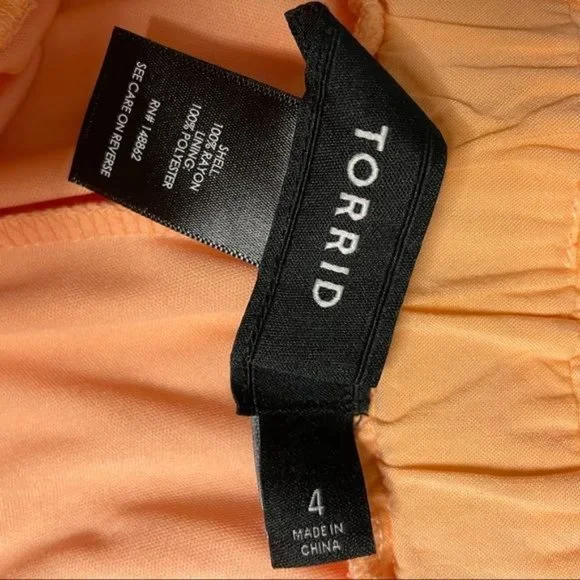 TORRID
4
MADE IN
CHINA
SHELL:
100% RAYON
LINING:
100% POLYESTER
RN# 148862
SEE CARE ON REVERSE